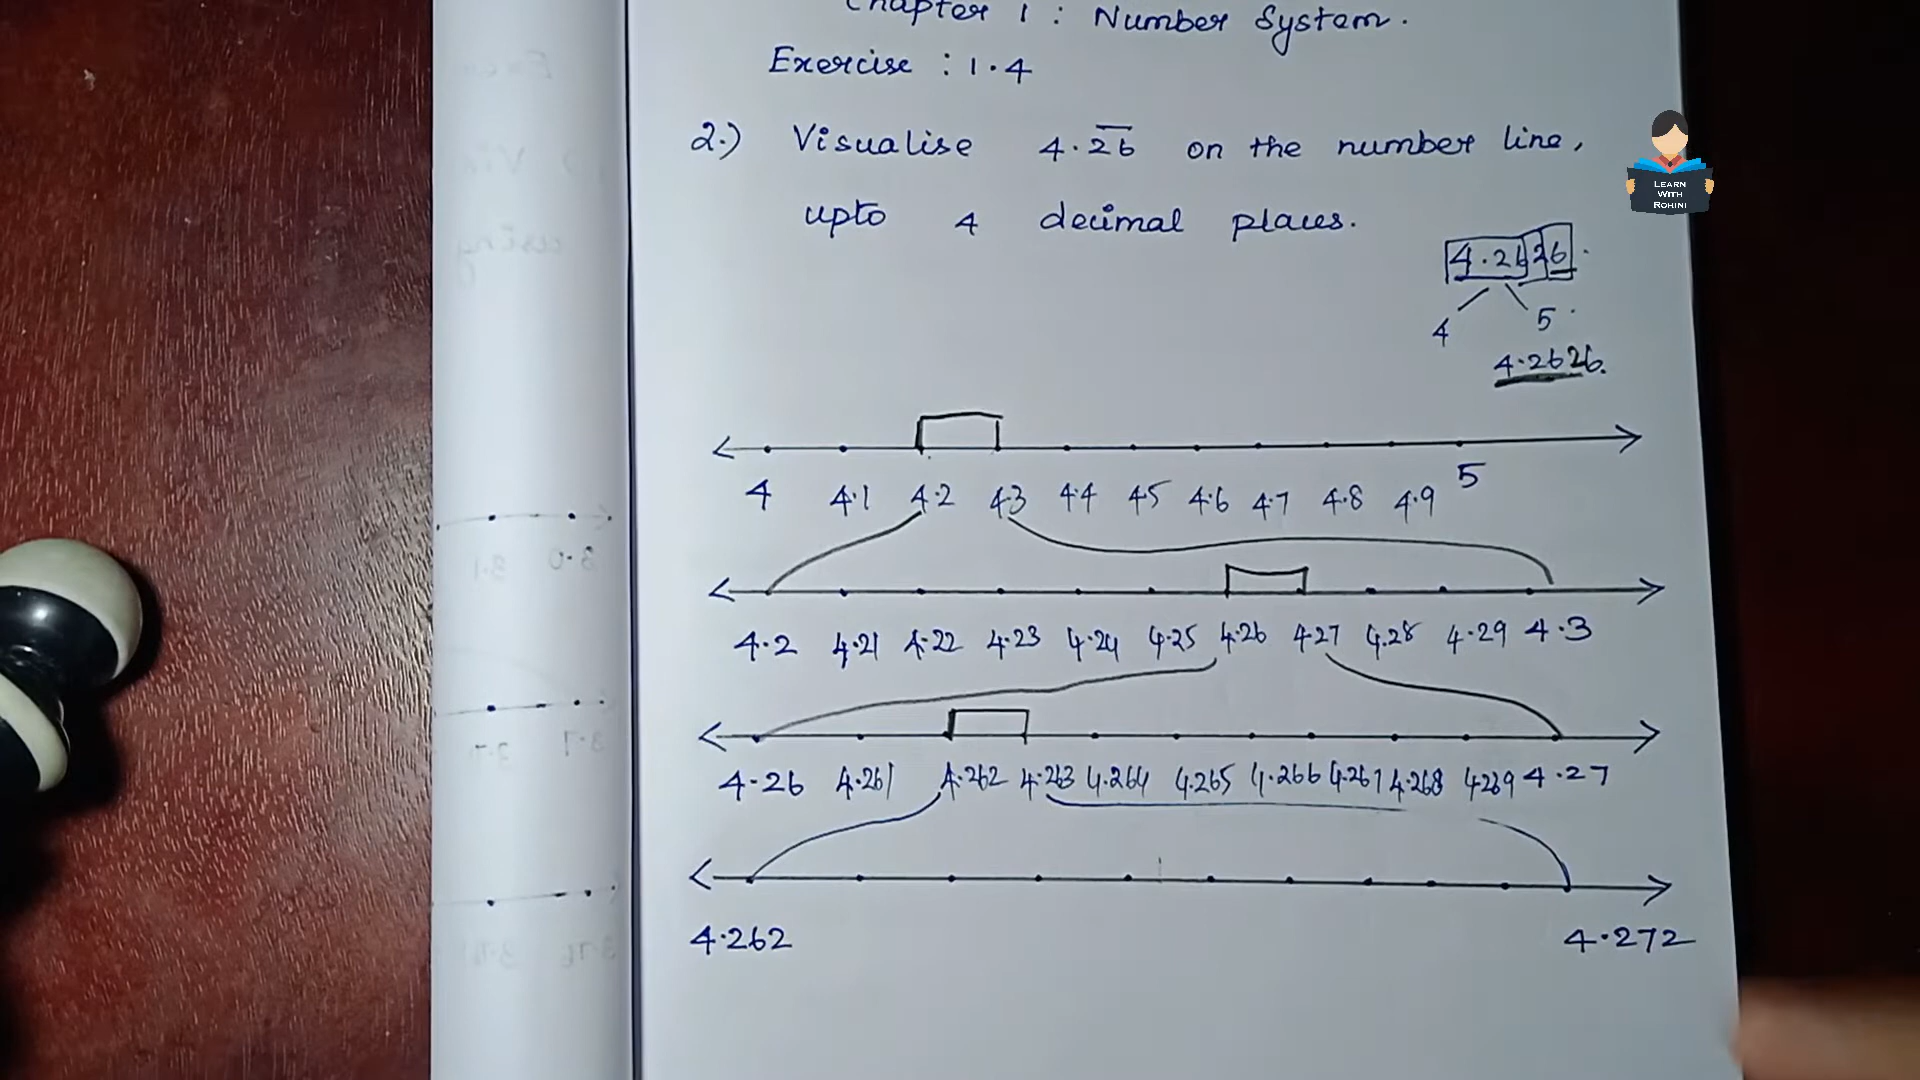 Chapter 1 : Number System.
Exercise : 1.4
2.) Visualise 4.2̅6̅ on the number line,
upto 4 decimal places.
LEARN
WITH
ROHINI
4.2626.
4 5
4.2626.
4 4.1 4.2 4.3 4.4 4.5 4.6 4.7 4.8 4.9 5
4.2 4.21 4.22 4.23 4.24 4.25 4.26 4.27 4.28 4.29 4.3
4.26 4.261 4.262 4.263 4.264 4.265 4.266 4.267 4.268 4.269 4.27
4.262 4.272